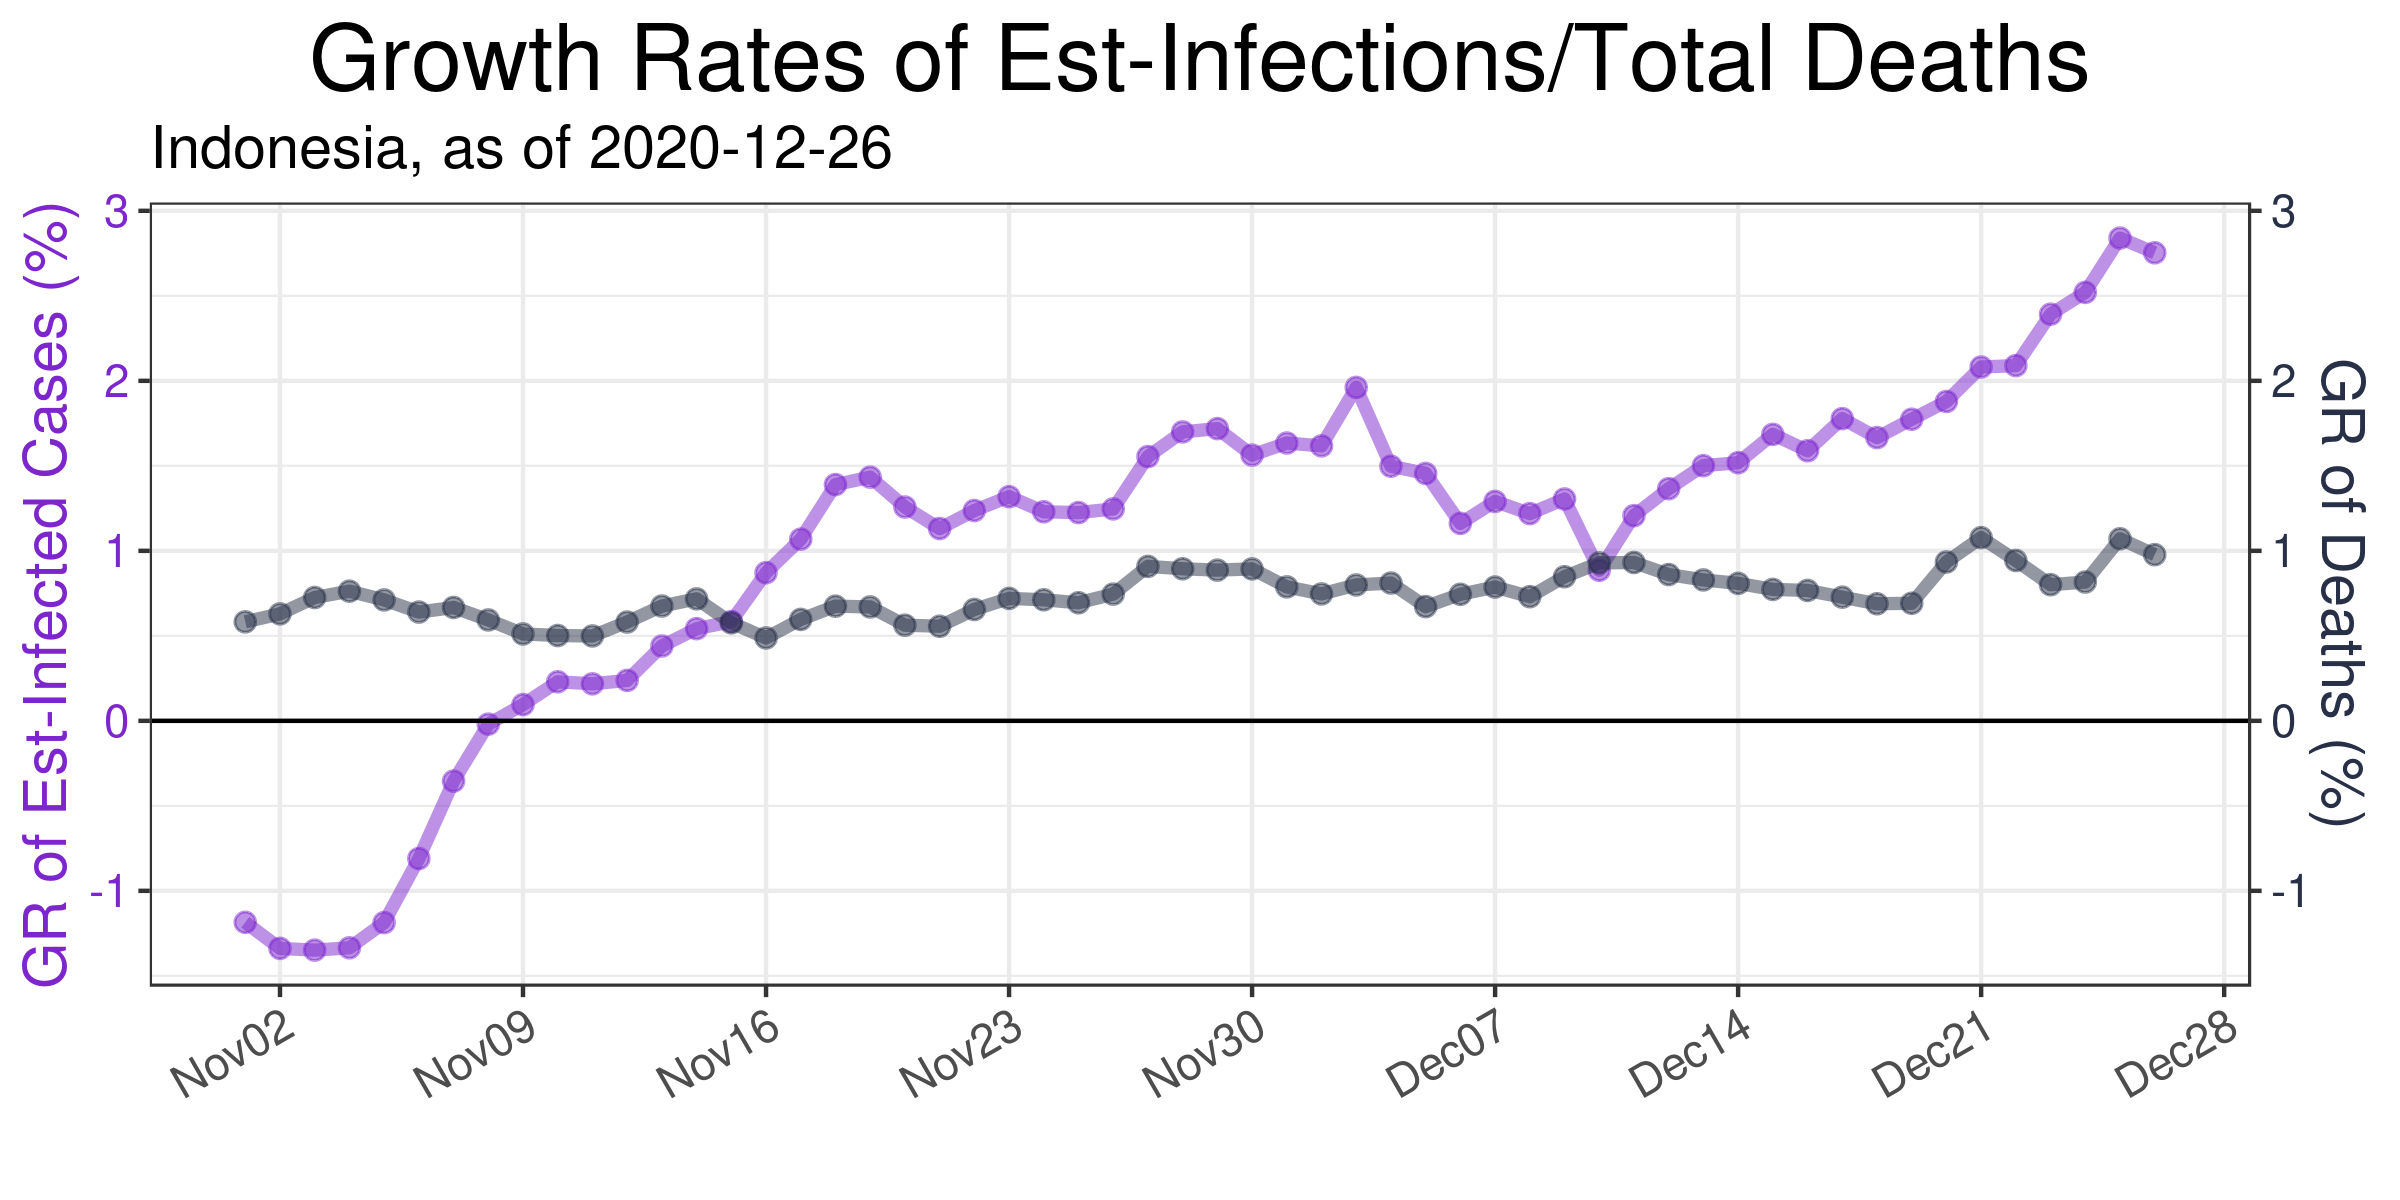 Growth Rates of Est-Infections/Total Deaths
Indonesia, as of 2020-12-26
GR of Est-Infected Cases (%)
3
2
1
0
-1
3
2
1
0
-1
GR of Deaths (%)
Nov02
Nov09
Nov16
Nov23
Nov30
Dec07
Dec14
Dec21
Dec28